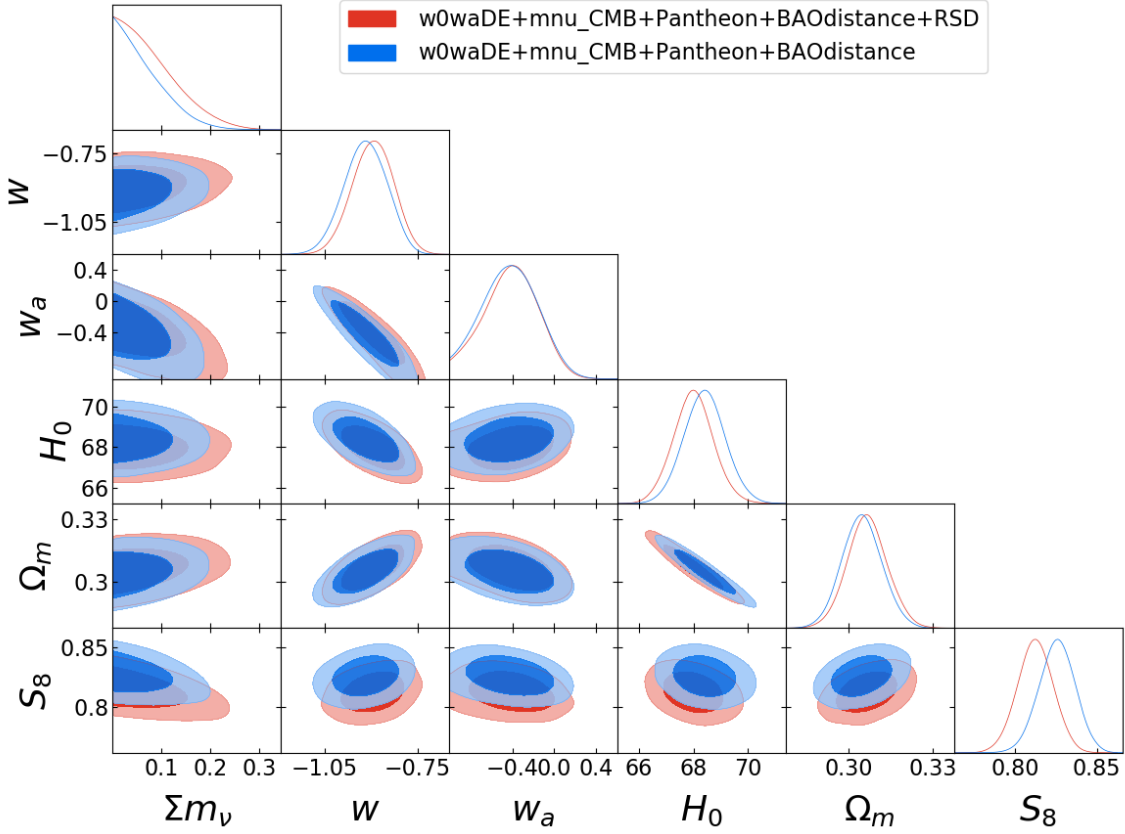 w0waDE+mnu_CMB+Pantheon+BAOdistance+RSD
w0waDE+mnu_CMB+Pantheon+BAOdistance
w
−0.75
−1.05
w_a
0.4
0
−0.4
H_0
70
68
66
Ω_m
0.33
0.3
S_8
0.85
0.8
0.1 0.2 0.3 −1.05 −0.75 −0.4 0.0 0.4 66 68 70 0.30 0.33 0.80 0.85
Σm_ν w w_a H_0 Ω_m S_8